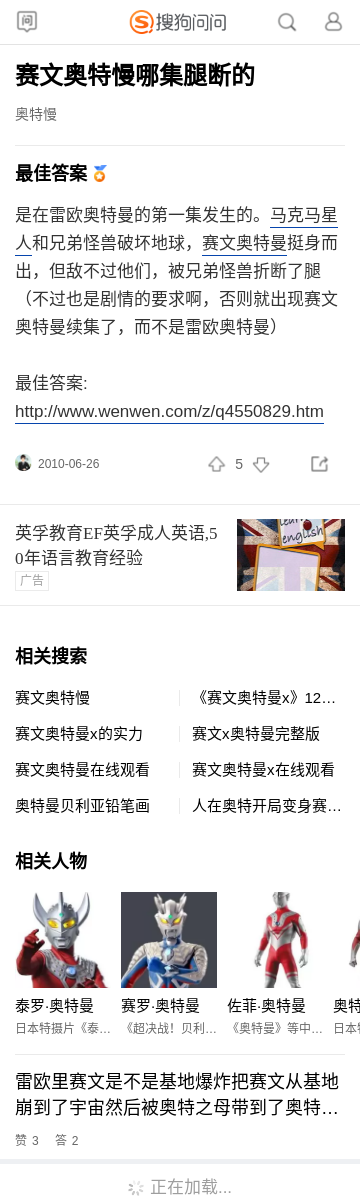 问 搜狗问问
赛文奥特慢哪集腿断的
奥特慢
最佳答案
是在雷欧奥特曼的第一集发生的。马克马星
人和兄弟怪兽破坏地球，赛文奥特曼挺身而
出，但敌不过他们，被兄弟怪兽折断了腿
（不过也是剧情的要求啊，否则就出现赛文
奥特曼续集了，而不是雷欧奥特曼）
最佳答案:
http://www.wenwen.com/z/q4550829.htm
2010-06-26 5
英孚教育EF英孚成人英语,5
0年语言教育经验
广告
learn
english
相关搜索
赛文奥特慢 《赛文奥特曼x》12…
赛文奥特曼x的实力 赛文x奥特曼完整版
赛文奥特曼在线观看 赛文奥特曼x在线观看
奥特曼贝利亚铅笔画 人在奥特开局变身赛…
相关人物
泰罗·奥特曼 赛罗·奥特曼 佐菲·奥特曼 奥特
日本特摄片《泰… 《超决战！贝利… 《奥特曼》等中… 日本特
雷欧里赛文是不是基地爆炸把赛文从基地
崩到了宇宙然后被奥特之母带到了奥特…
赞 3 答 2
正在加载...